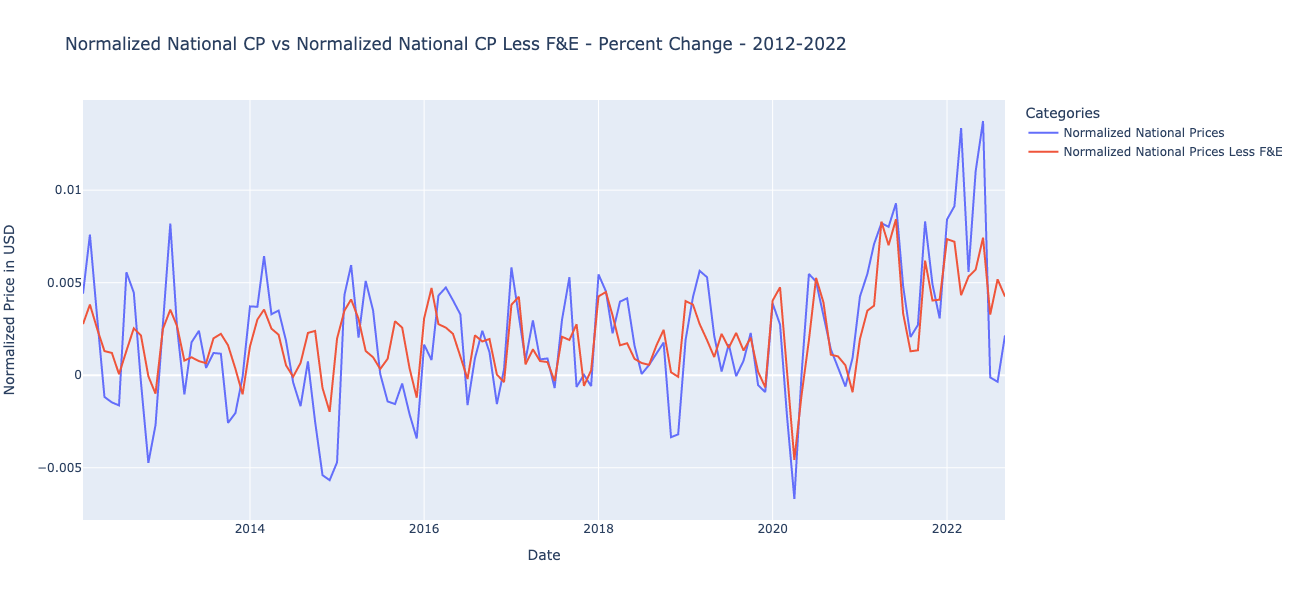 Normalized National CP vs Normalized National CP Less F&E - Percent Change - 2012-2022
Categories
Normalized National Prices
Normalized National Prices Less F&E
Normalized Price in USD
0.01
0.005
0
−0.005
2014
2016
2018
2020
2022
Date